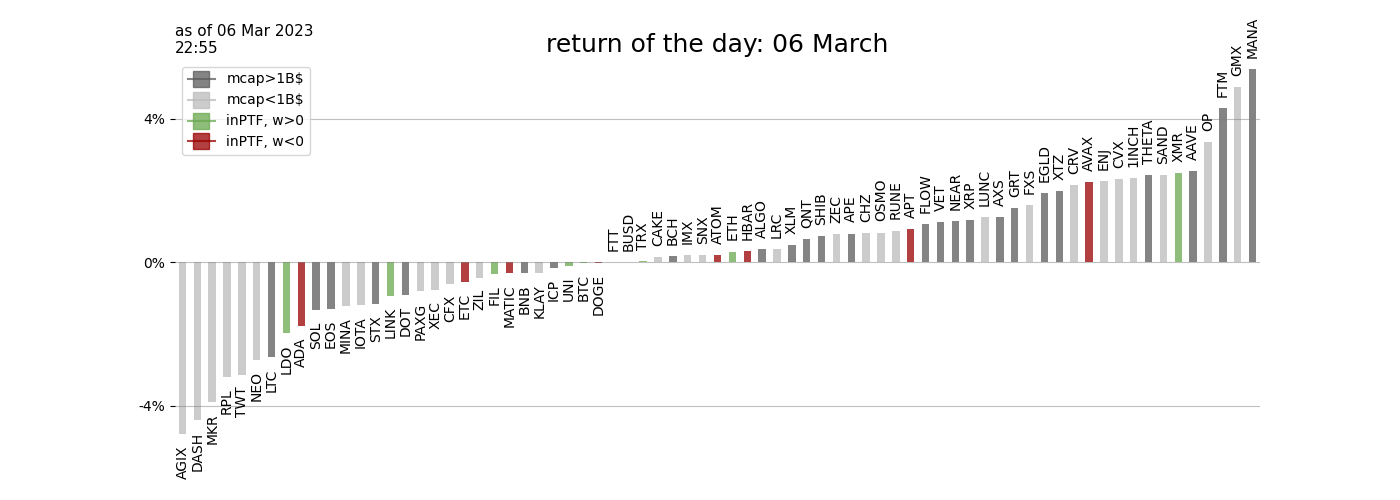 as of 06 Mar 2023
22:55
return of the day: 06 March
mcap>1B$
mcap<1B$
inPTF, w>0
inPTF, w<0
4%
0%
-4%
AGIX
DASH
MKR
RPL
TWT
NEO
LTC
LDO
ADA
SOL
EOS
MINA
IOTA
STX
LINK
DOT
PAXG
XEC
CFX
ETC
ZIL
FIL
MATIC
BNB
KLAY
ICP
UNI
BTC
DOGE
FTT
BUSD
TRX
CAKE
BCH
IMX
SNX
ATOM
ETH
HBAR
ALGO
LRC
XLM
QNT
SHIB
ZEC
APE
CHZ
OSMO
RUNE
APT
FLOW
VET
NEAR
XRP
LUNC
AXS
GRT
FXS
EGLD
XTZ
CRV
AVAX
ENJ
CVX
1INCH
THETA
SAND
XMR
AAVE
OP
FTM
GMX
MANA